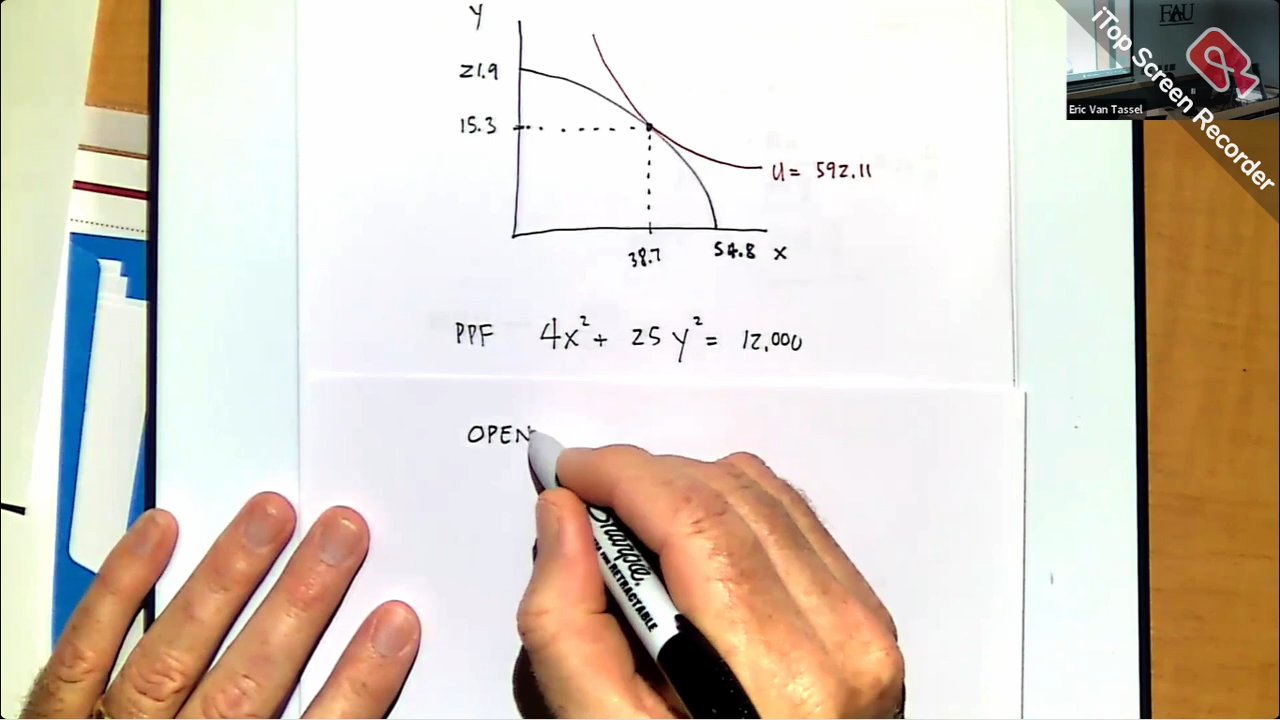 Y
21.9
15.3
U = 592.11
38.7
54.8
X
PPF 4x² + 25y² = 12,000
OPEN
Sharpie.
RETRACTABLE
FAU
iTop Screen Recorder
Eric Van Tassel